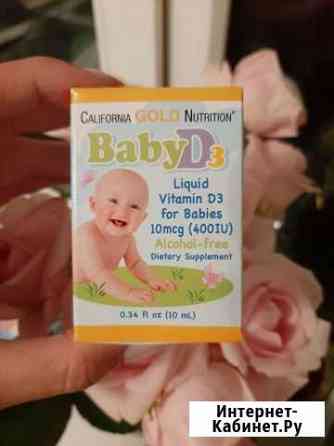 CALIFORNIA GOLD NUTRITION®
BabyD3
Liquid
Vitamin D3
for Babies
10mcg (400IU)
Alcohol-free
Dietary Supplement
0.34 fl oz (10 mL)
Интернет-
Кабинет.Ру